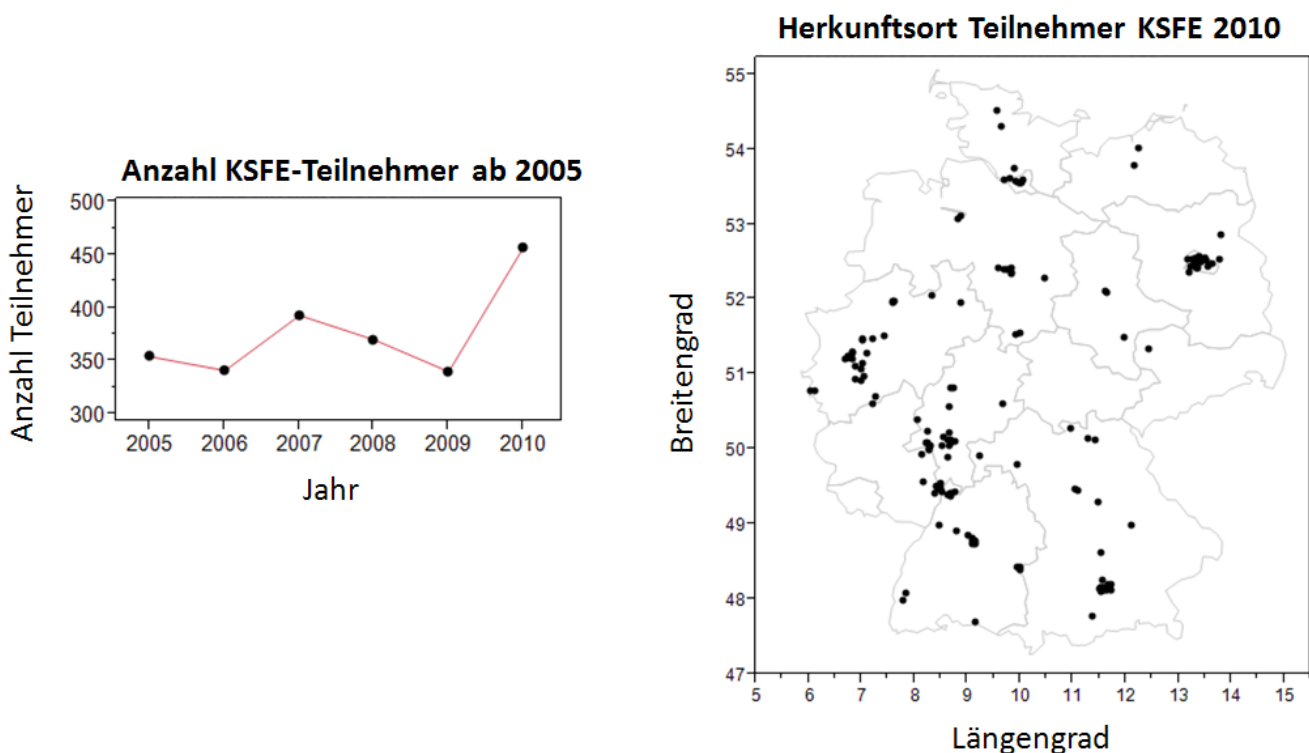 Anzahl KSFE-Teilnehmer ab 2005
Anzahl Teilnehmer
500
450
400
350
300
2005 2006 2007 2008 2009 2010
Jahr
Herkunftsort Teilnehmer KSFE 2010
Breitengrad
55
54
53
52
51
50
49
48
47
5 6 7 8 9 10 11 12 13 14 15
Längengrad